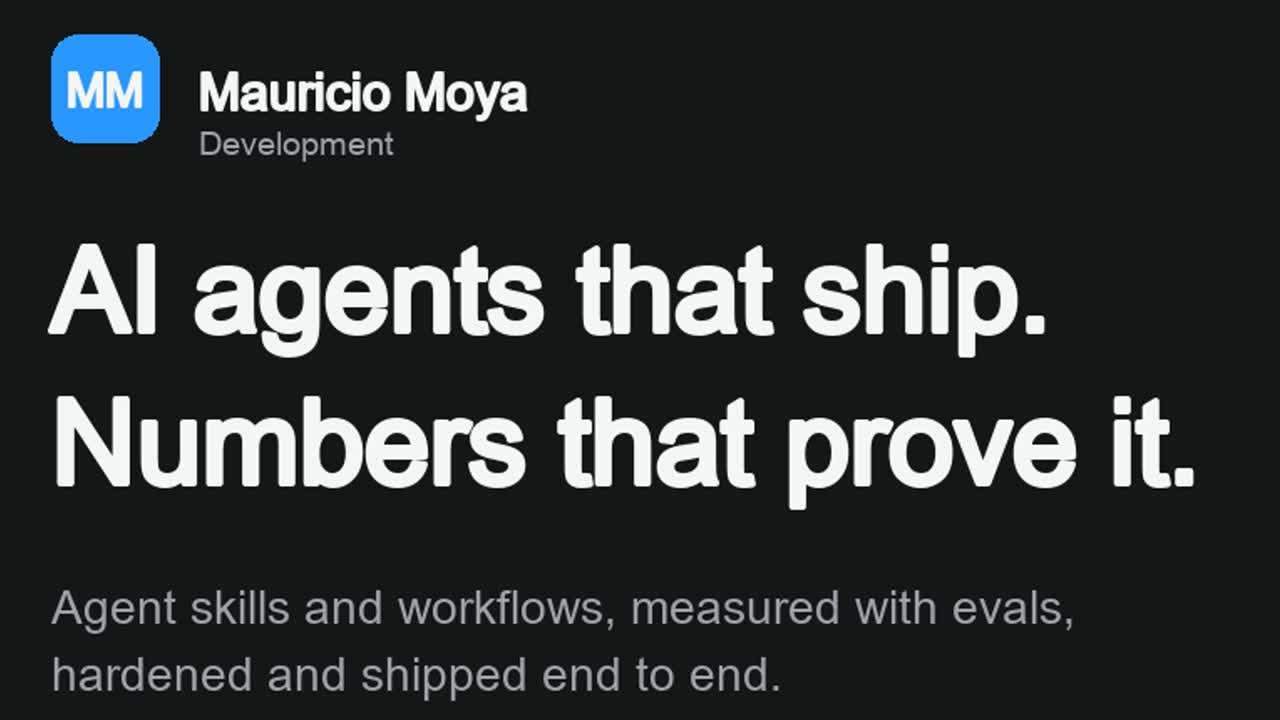 MM
Mauricio Moya
Development
AI agents that ship.
Numbers that prove it.
Agent skills and workflows, measured with evals,
hardened and shipped end to end.